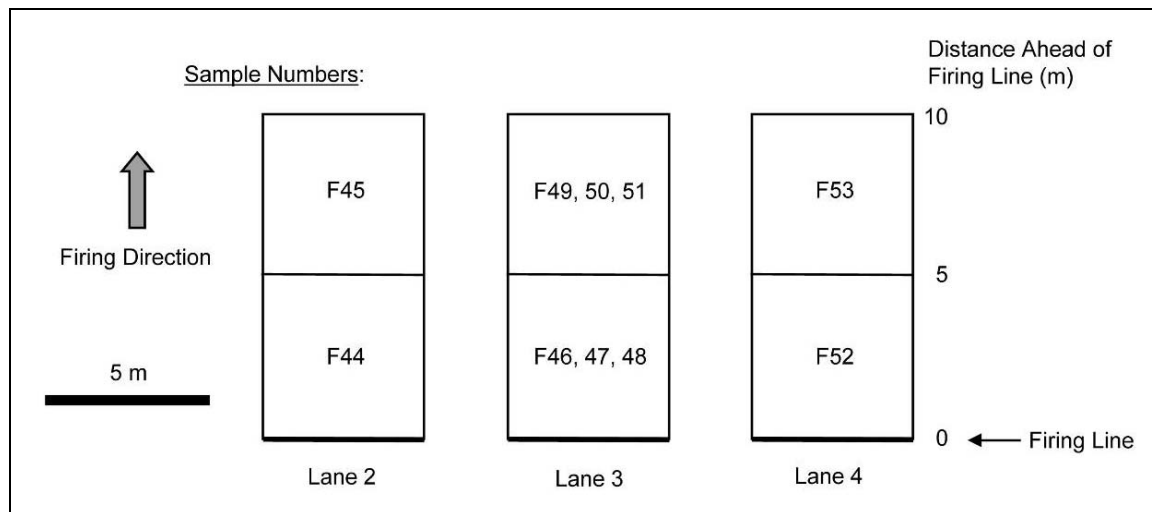 Distance Ahead of
Firing Line (m)
Sample Numbers:
10
F45
F49, 50, 51
F53
Firing Direction
5
5 m
F44
F46, 47, 48
F52
0
Firing Line
Lane 2
Lane 3
Lane 4